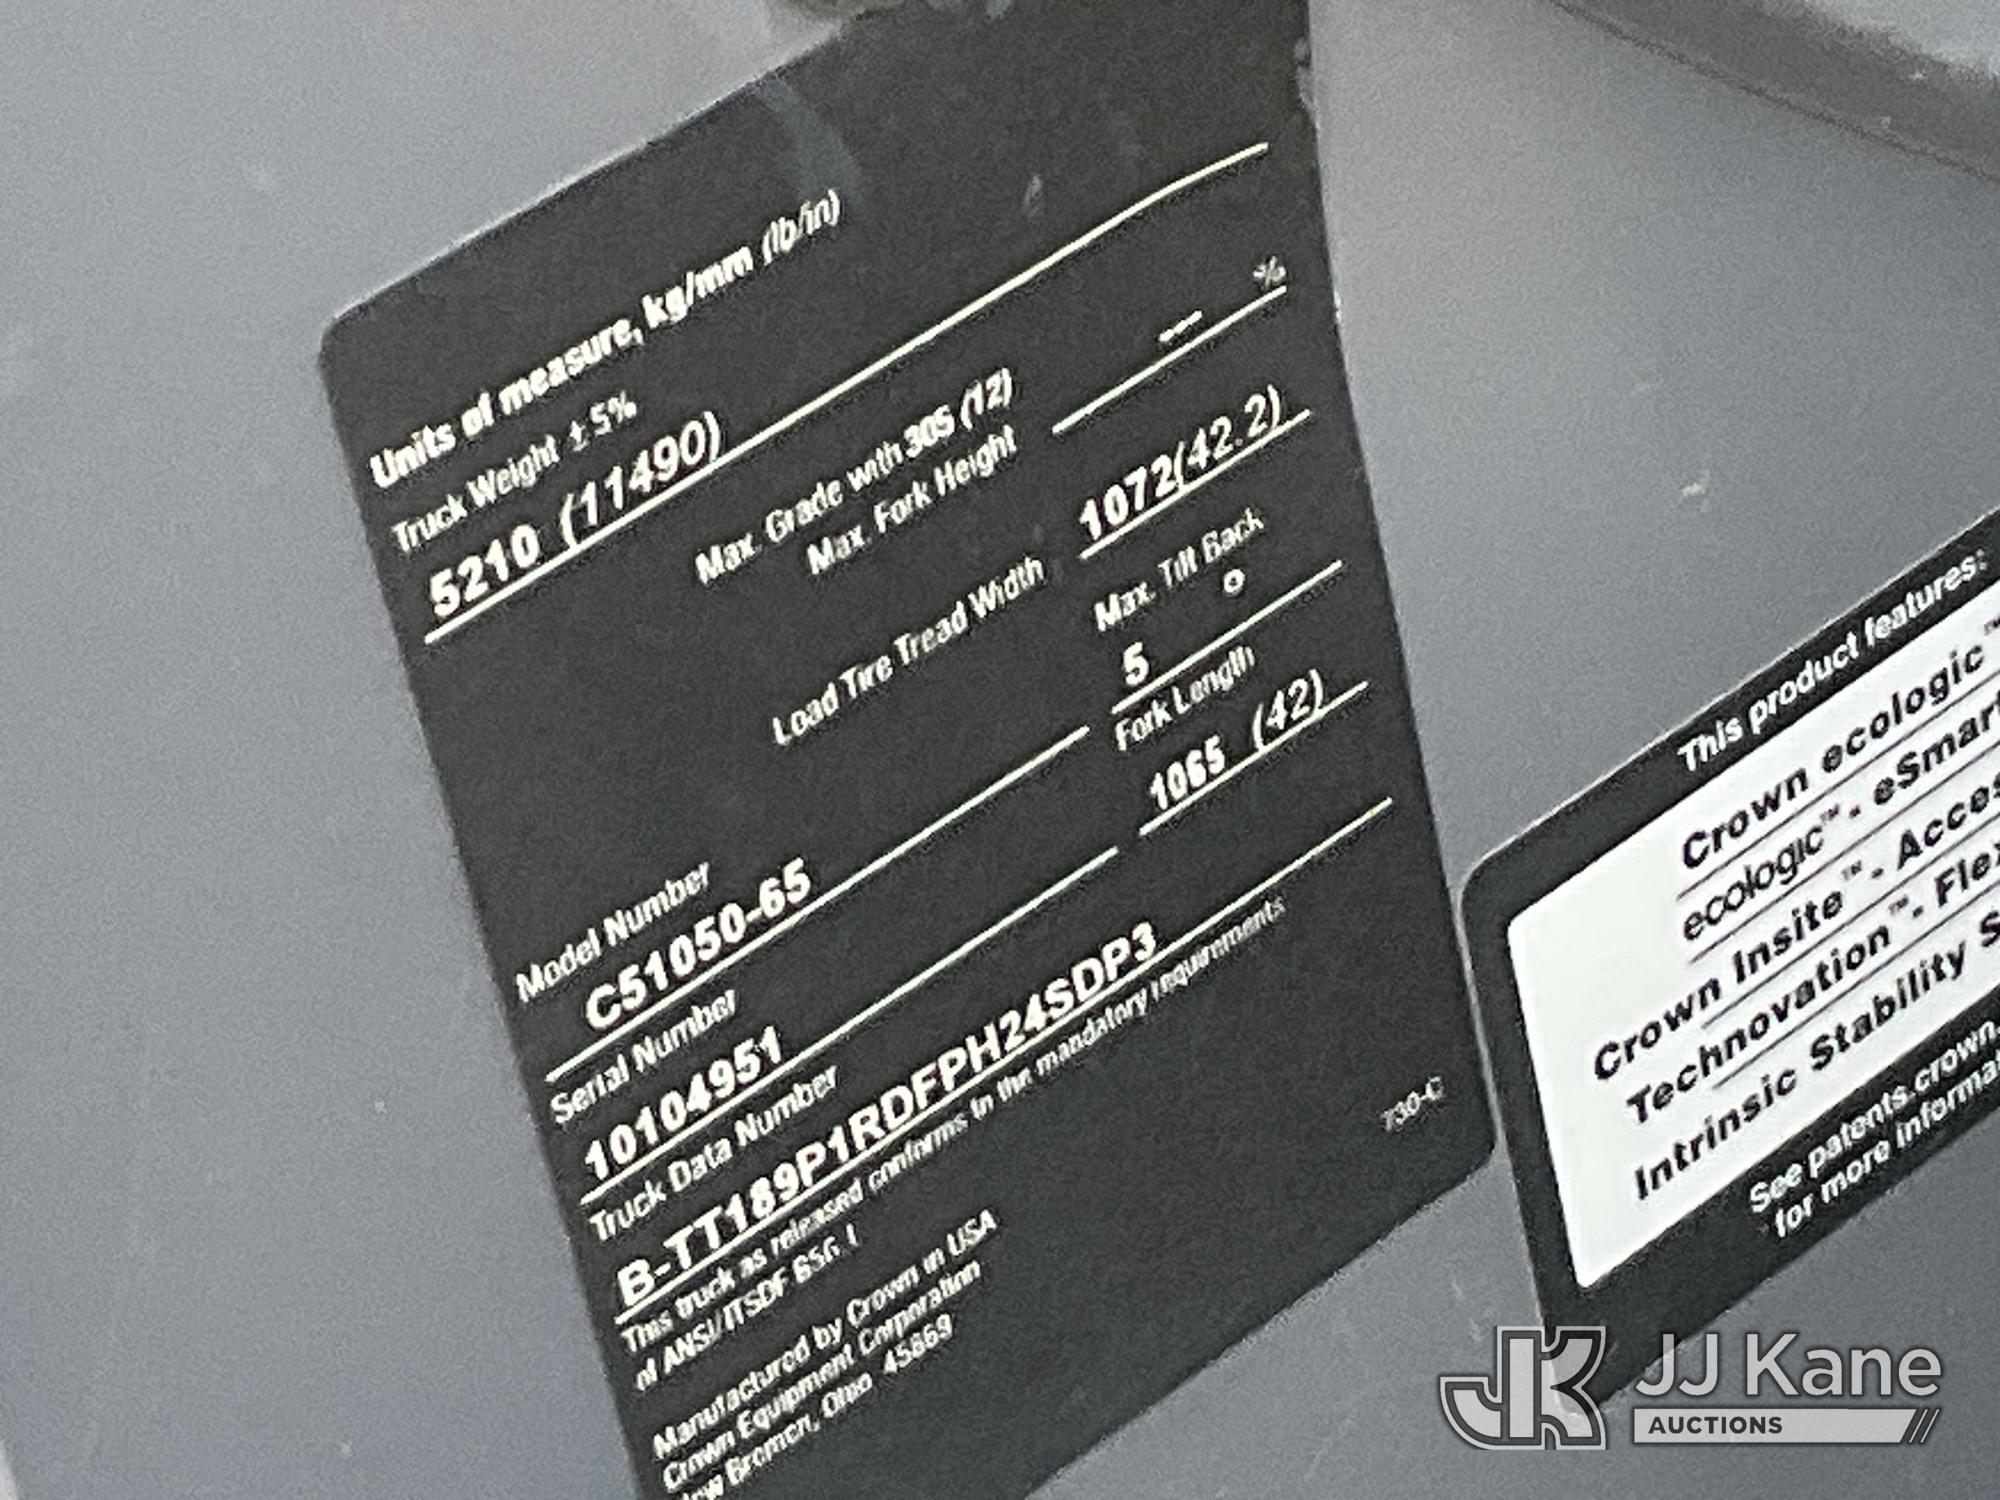 Units of measure, kg/mm (lb/in)
Truck Weight ± 5%
5210 (11490)
Max. Grade with 305 (12)
Max. Fork Height
--- %
Load Tire Tread Width
1072(42.2)
Max. Tilt Back
5 °
Fork Length
1065 (42)
Model Number
C51050-65
Serial Number
10104951
Truck Data Number
B-TT189P1RDFPH24SDP3
This truck as released conforms to the mandatory requirements
of ANSI/ITSDF B56.1
730-C
Manufactured by Crown in USA
Crown Equipment Corporation
New Bremen, Ohio 45869
This product features:
Crown ecologic™
ecologic™ - eSmart
Crown Insite™ - Acces
Technovation™ - Flex
Intrinsic Stability S
See patents.crown.
for more informa
JJ Kane
AUCTIONS